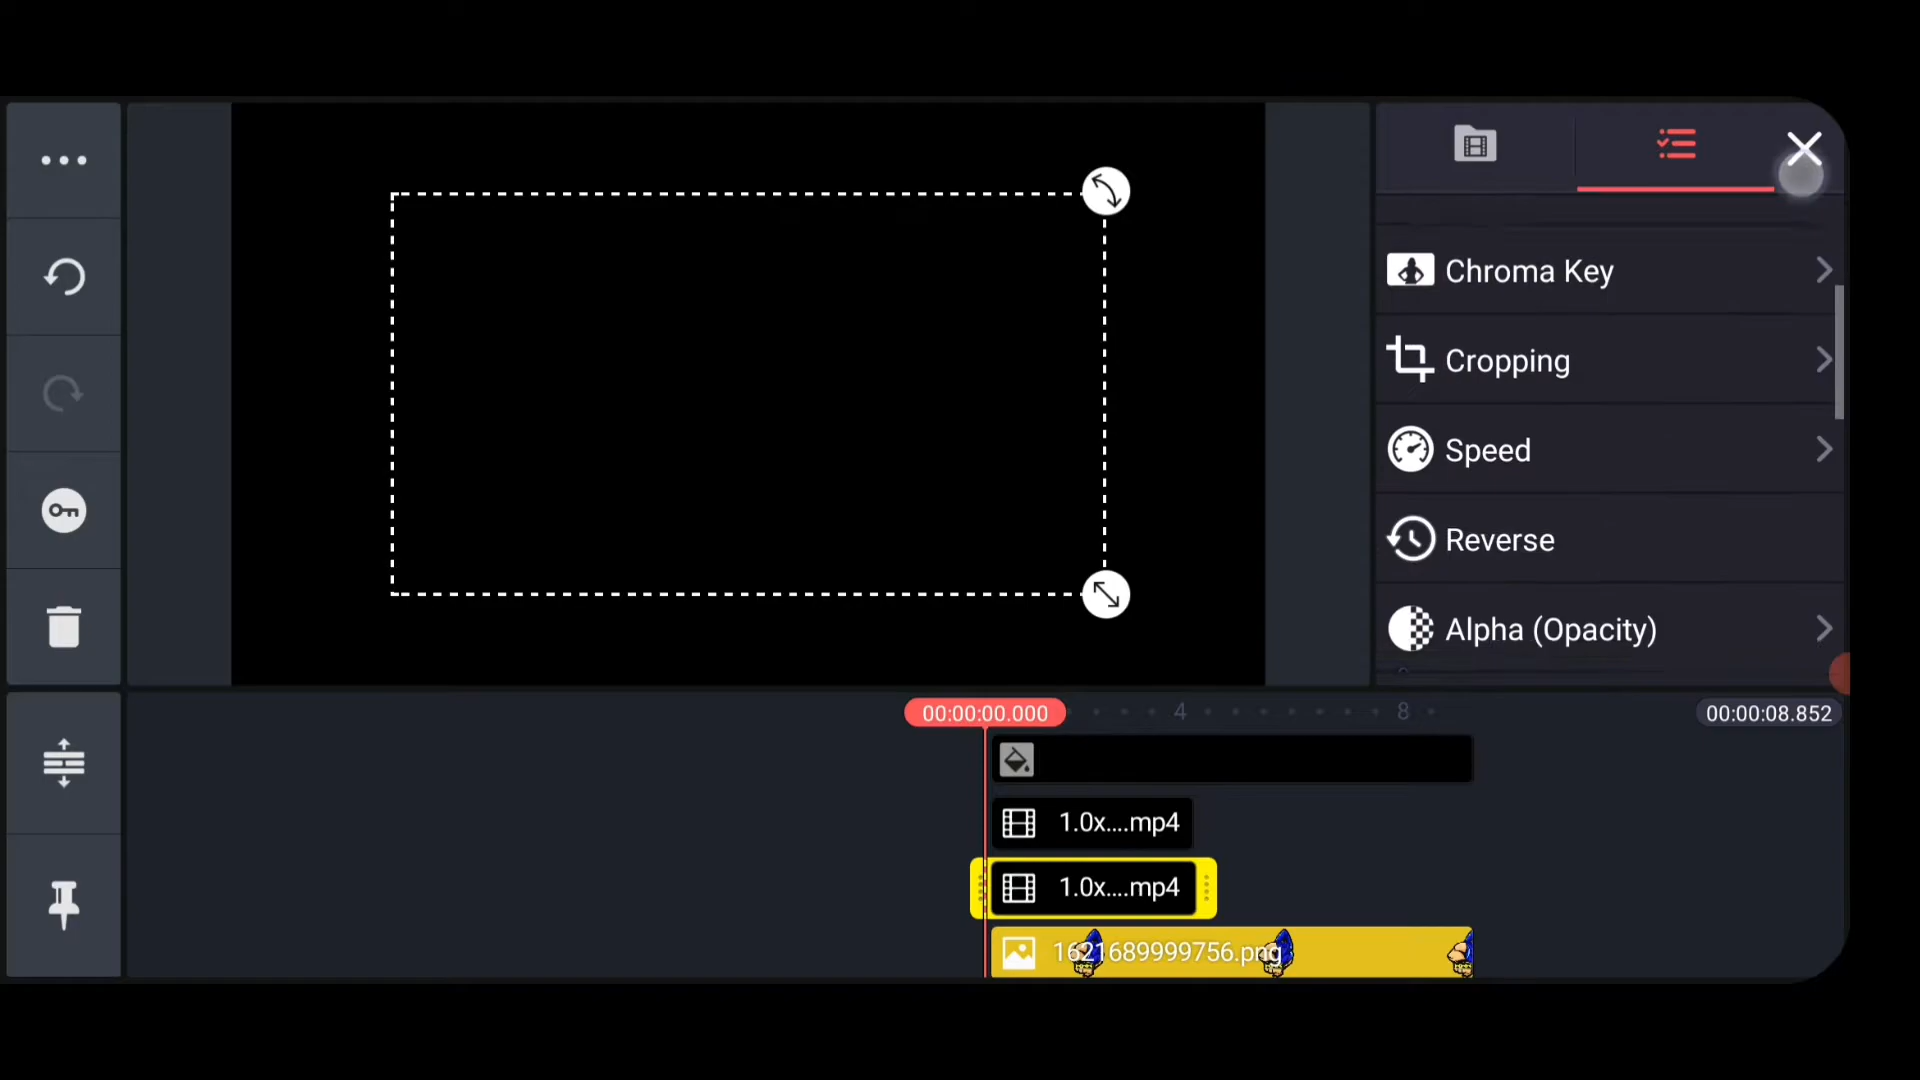 Chroma Key
Cropping
Speed
Reverse
Alpha (Opacity)
00:00:00.000
4
8
00:00:08.852
1.0x....mp4
1.0x....mp4
1621689999756.png